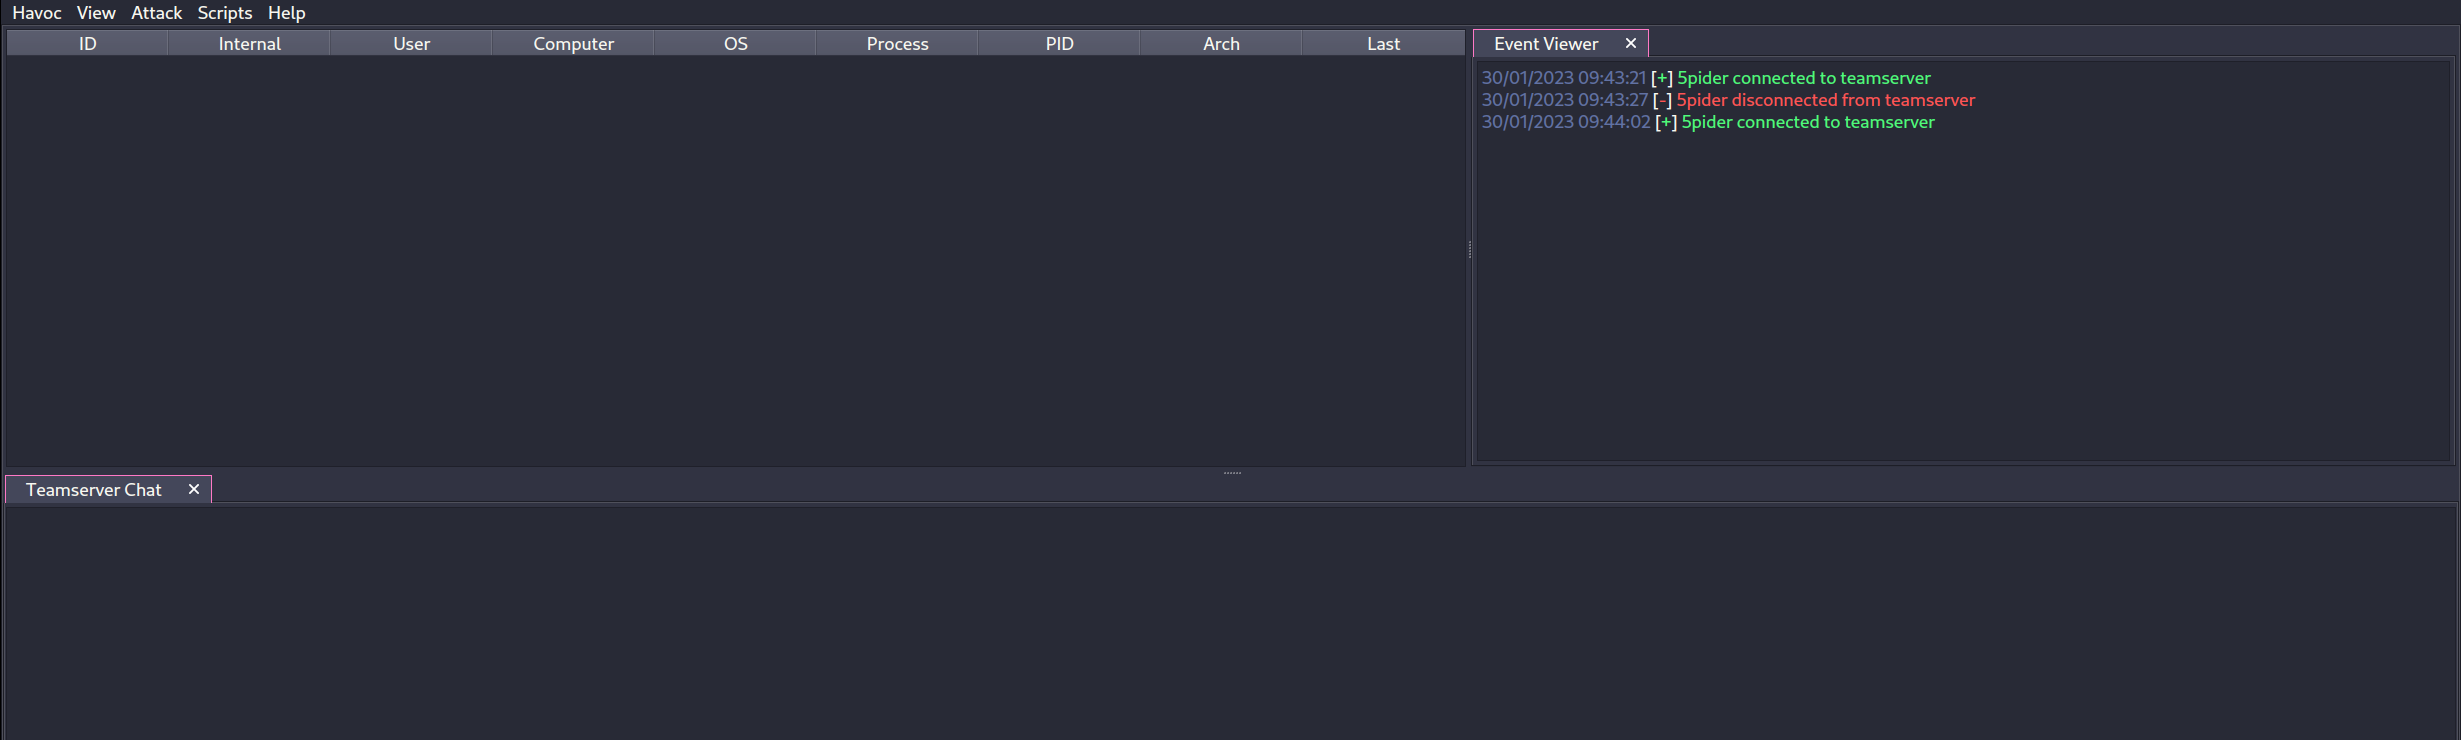 Havoc View Attack Scripts Help
ID Internal User Computer OS Process PID Arch Last
Event Viewer ✕
30/01/2023 09:43:21 [+] 5pider connected to teamserver
30/01/2023 09:43:27 [-] 5pider disconnected from teamserver
30/01/2023 09:44:02 [+] 5pider connected to teamserver
Teamserver Chat ✕